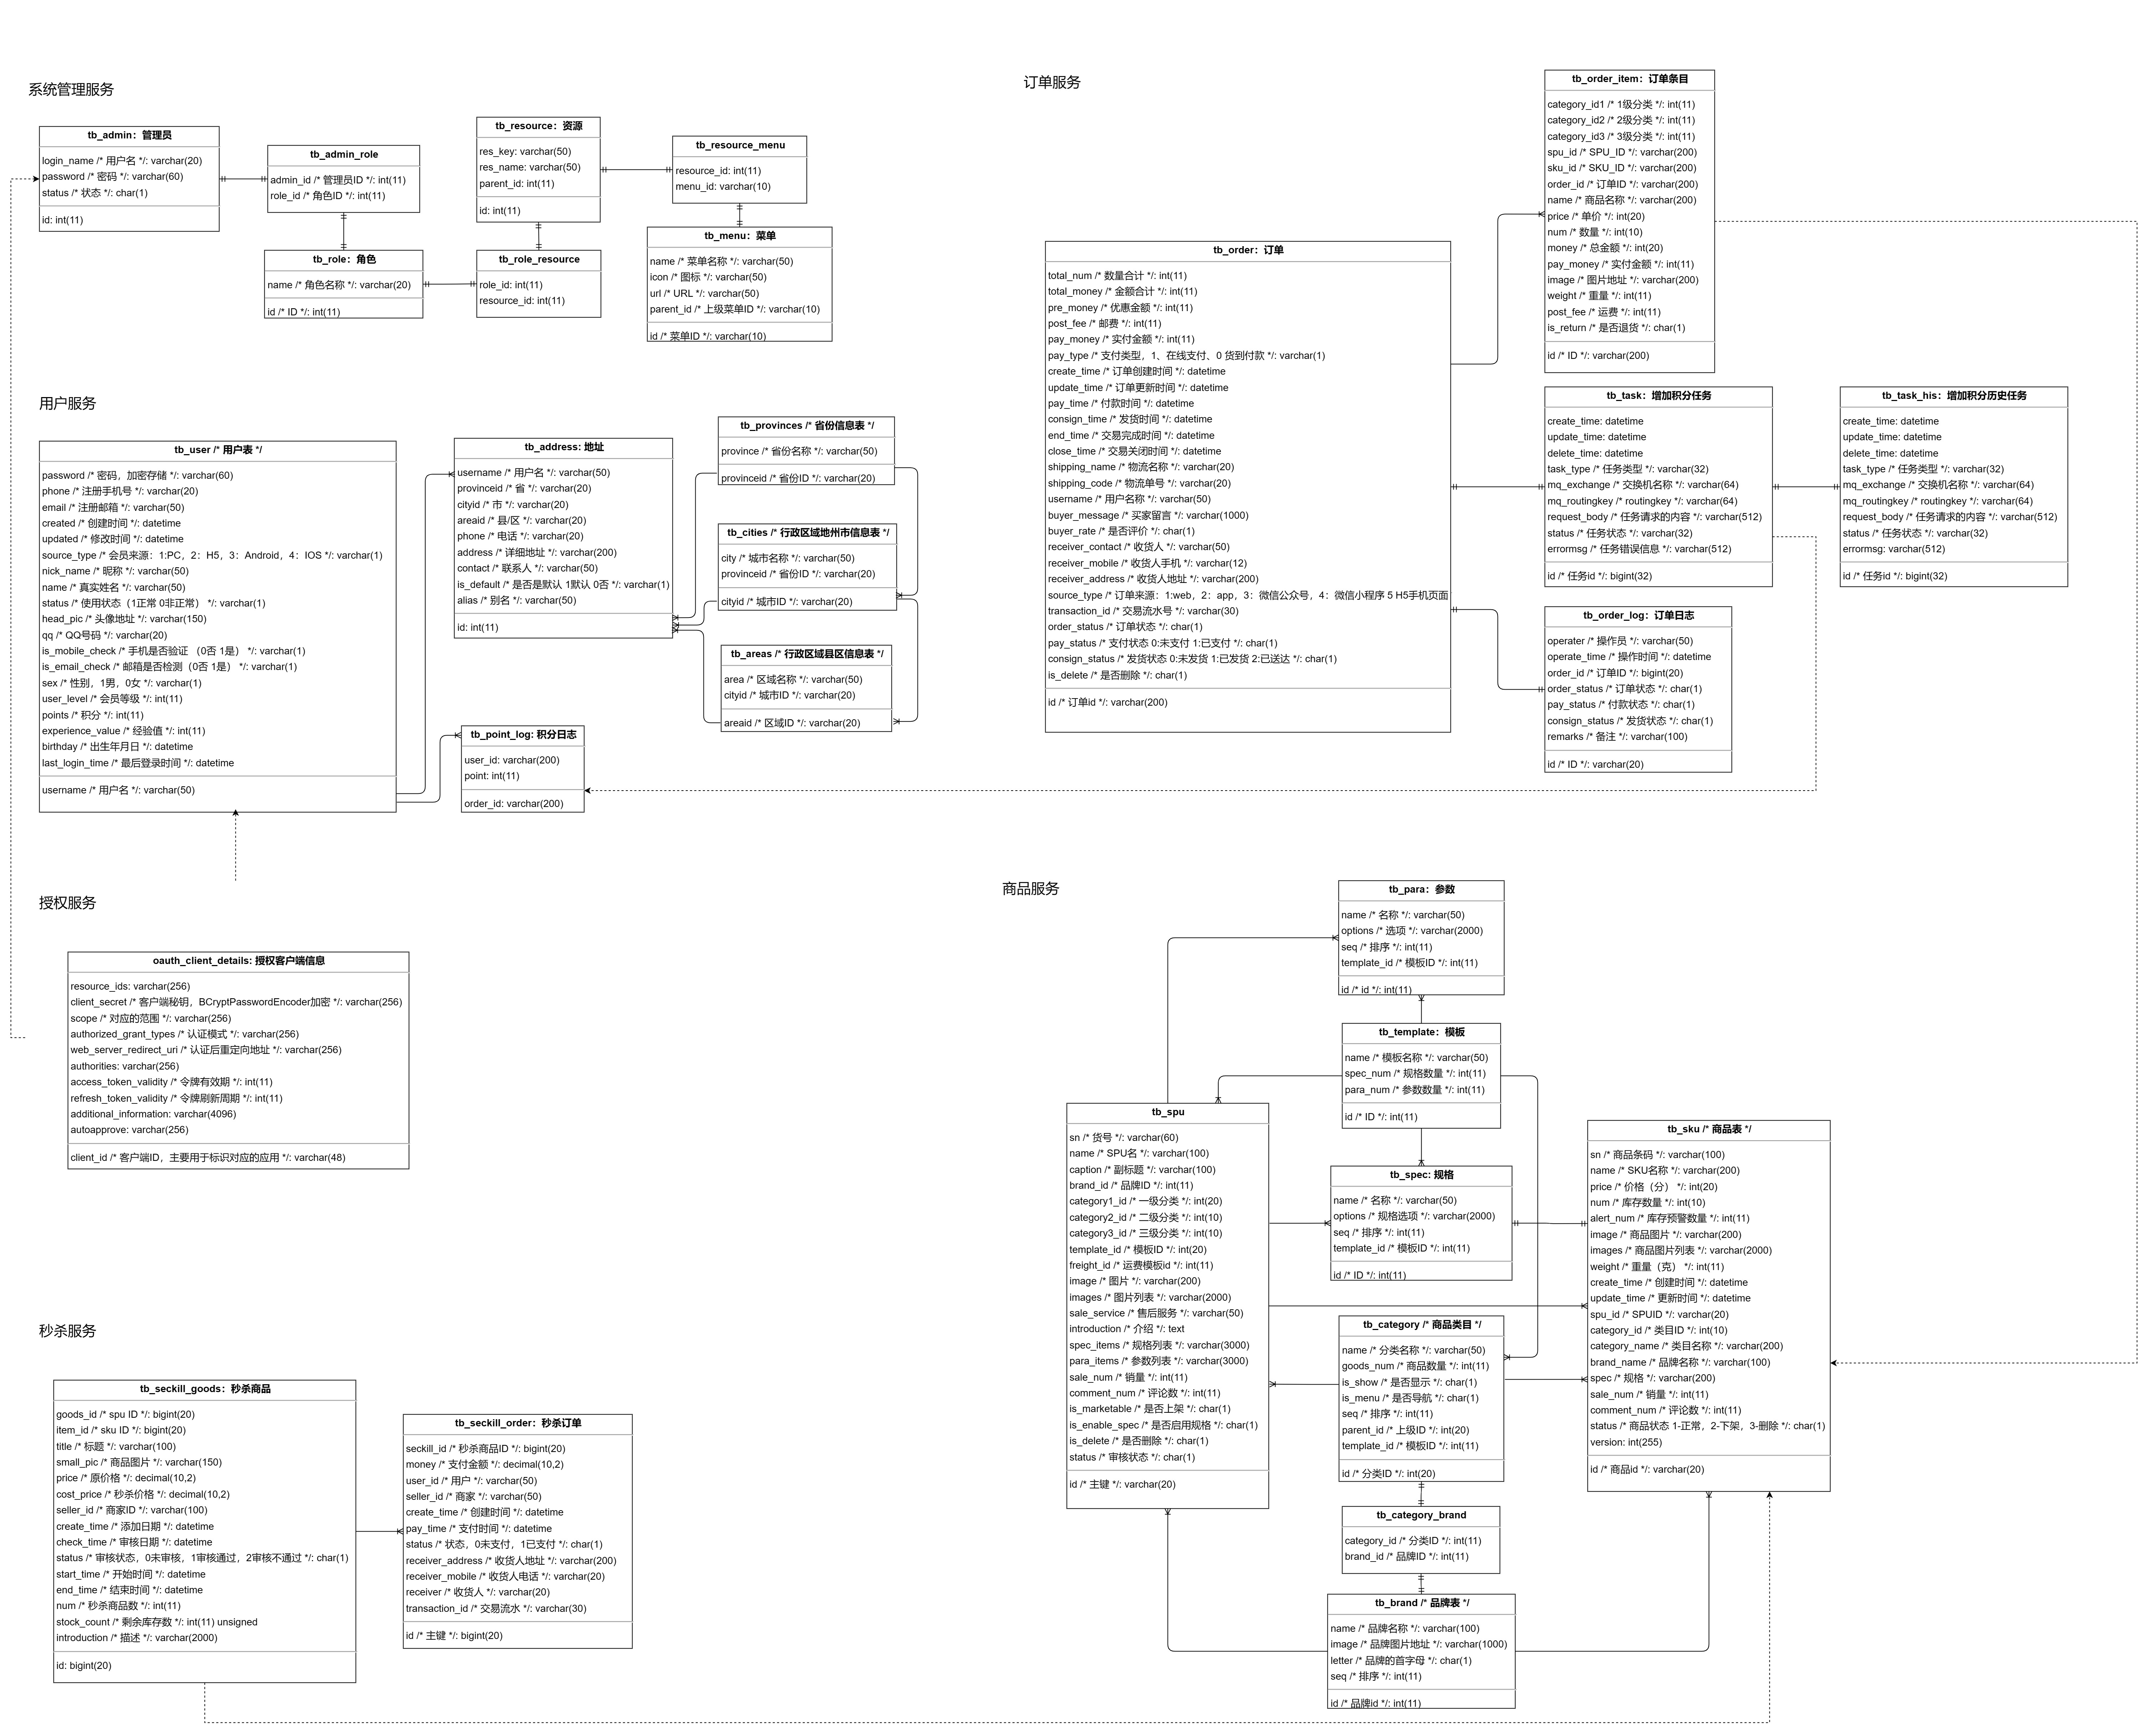 系统管理服务
tb_admin：管理员
login_name /* 用户名 */: varchar(20)
password /* 密码 */: varchar(60)
status /* 状态 */: char(1)
id: int(11)
tb_admin_role
admin_id /* 管理员ID */: int(11)
role_id /* 角色ID */: int(11)
tb_role：角色
name /* 角色名称 */: varchar(20)
id /* ID */: int(11)
tb_resource：资源
res_key: varchar(50)
res_name: varchar(50)
parent_id: int(11)
id: int(11)
tb_role_resource
role_id: int(11)
resource_id: int(11)
tb_resource_menu
resource_id: int(11)
menu_id: varchar(10)
tb_menu：菜单
name /* 菜单名称 */: varchar(50)
icon /* 图标 */: varchar(50)
url /* URL */: varchar(50)
parent_id /* 上级菜单ID */: varchar(10)
id /* 菜单ID */: varchar(10)
用户服务
tb_user /* 用户表 */
password /* 密码，加密存储 */: varchar(60)
phone /* 注册手机号 */: varchar(20)
email /* 注册邮箱 */: varchar(50)
created /* 创建时间 */: datetime
updated /* 修改时间 */: datetime
source_type /* 会员来源：1:PC，2：H5，3：Android，4：IOS */: varchar(1)
nick_name /* 昵称 */: varchar(50)
name /* 真实姓名 */: varchar(50)
status /* 使用状态（1正常 0非正常） */: varchar(1)
head_pic /* 头像地址 */: varchar(150)
qq /* QQ号码 */: varchar(20)
is_mobile_check /* 手机是否验证 （0否 1是） */: varchar(1)
is_email_check /* 邮箱是否检测（0否 1是） */: varchar(1)
sex /* 性别，1男，0女 */: varchar(1)
user_level /* 会员等级 */: int(11)
points /* 积分 */: int(11)
experience_value /* 经验值 */: int(11)
birthday /* 出生年月日 */: datetime
last_login_time /* 最后登录时间 */: datetime
username /* 用户名 */: varchar(50)
tb_address: 地址
username /* 用户名 */: varchar(50)
provinceid /* 省 */: varchar(20)
cityid /* 市 */: varchar(20)
areaid /* 县/区 */: varchar(20)
phone /* 电话 */: varchar(20)
address /* 详细地址 */: varchar(200)
contact /* 联系人 */: varchar(50)
is_default /* 是否是默认 1默认 0否 */: varchar(1)
alias /* 别名 */: varchar(50)
id: int(11)
tb_point_log: 积分日志
user_id: varchar(200)
point: int(11)
order_id: varchar(200)
tb_provinces /* 省份信息表 */
province /* 省份名称 */: varchar(50)
provinceid /* 省份ID */: varchar(20)
tb_cities /* 行政区域地州市信息表 */
city /* 城市名称 */: varchar(50)
provinceid /* 省份ID */: varchar(20)
cityid /* 城市ID */: varchar(20)
tb_areas /* 行政区域县区信息表 */
area /* 区域名称 */: varchar(50)
cityid /* 城市ID */: varchar(20)
areaid /* 区域ID */: varchar(20)
订单服务
tb_order：订单
total_num /* 数量合计 */: int(11)
total_money /* 金额合计 */: int(11)
pre_money /* 优惠金额 */: int(11)
post_fee /* 邮费 */: int(11)
pay_money /* 实付金额 */: int(11)
pay_type /* 支付类型，1、在线支付、0 货到付款 */: varchar(1)
create_time /* 订单创建时间 */: datetime
update_time /* 订单更新时间 */: datetime
pay_time /* 付款时间 */: datetime
consign_time /* 发货时间 */: datetime
end_time /* 交易完成时间 */: datetime
close_time /* 交易关闭时间 */: datetime
shipping_name /* 物流名称 */: varchar(20)
shipping_code /* 物流单号 */: varchar(20)
username /* 用户名称 */: varchar(50)
buyer_message /* 买家留言 */: varchar(1000)
buyer_rate /* 是否评价 */: char(1)
receiver_contact /* 收货人 */: varchar(50)
receiver_mobile /* 收货人手机 */: varchar(12)
receiver_address /* 收货人地址 */: varchar(200)
source_type /* 订单来源：1:web，2：app，3：微信公众号，4：微信小程序 5 H5手机页面
transaction_id /* 交易流水号 */: varchar(30)
order_status /* 订单状态 */: char(1)
pay_status /* 支付状态 0:未支付 1:已支付 */: char(1)
consign_status /* 发货状态 0:未发货 1:已发货 2:已送达 */: char(1)
is_delete /* 是否删除 */: char(1)
id /* 订单id */: varchar(200)
tb_order_item：订单条目
category_id1 /* 1级分类 */: int(11)
category_id2 /* 2级分类 */: int(11)
category_id3 /* 3级分类 */: int(11)
spu_id /* SPU_ID */: varchar(200)
sku_id /* SKU_ID */: varchar(200)
order_id /* 订单ID */: varchar(200)
name /* 商品名称 */: varchar(200)
price /* 单价 */: int(20)
num /* 数量 */: int(10)
money /* 总金额 */: int(20)
pay_money /* 实付金额 */: int(11)
image /* 图片地址 */: varchar(200)
weight /* 重量 */: int(11)
post_fee /* 运费 */: int(11)
is_return /* 是否退货 */: char(1)
id /* ID */: varchar(200)
tb_task：增加积分任务
create_time: datetime
update_time: datetime
delete_time: datetime
task_type /* 任务类型 */: varchar(32)
mq_exchange /* 交换机名称 */: varchar(64)
mq_routingkey /* routingkey */: varchar(64)
request_body /* 任务请求的内容 */: varchar(512)
status /* 任务状态 */: varchar(32)
errormsg /* 任务错误信息 */: varchar(512)
id /* 任务id */: bigint(32)
tb_task_his：增加积分历史任务
create_time: datetime
update_time: datetime
delete_time: datetime
task_type /* 任务类型 */: varchar(32)
mq_exchange /* 交换机名称 */: varchar(64)
mq_routingkey /* routingkey */: varchar(64)
request_body /* 任务请求的内容 */: varchar(512)
status /* 任务状态 */: varchar(32)
errormsg: varchar(512)
id /* 任务id */: bigint(32)
tb_order_log：订单日志
operater /* 操作员 */: varchar(50)
operate_time /* 操作时间 */: datetime
order_id /* 订单ID */: bigint(20)
order_status /* 订单状态 */: char(1)
pay_status /* 付款状态 */: char(1)
consign_status /* 发货状态 */: char(1)
remarks /* 备注 */: varchar(100)
id /* ID */: varchar(20)
授权服务
oauth_client_details: 授权客户端信息
resource_ids: varchar(256)
client_secret /* 客户端秘钥，BCryptPasswordEncoder加密 */: varchar(256)
scope /* 对应的范围 */: varchar(256)
authorized_grant_types /* 认证模式 */: varchar(256)
web_server_redirect_uri /* 认证后重定向地址 */: varchar(256)
authorities: varchar(256)
access_token_validity /* 令牌有效期 */: int(11)
refresh_token_validity /* 令牌刷新周期 */: int(11)
additional_information: varchar(4096)
autoapprove: varchar(256)
client_id /* 客户端ID，主要用于标识对应的应用 */: varchar(48)
秒杀服务
tb_seckill_goods：秒杀商品
goods_id /* spu ID */: bigint(20)
item_id /* sku ID */: bigint(20)
title /* 标题 */: varchar(100)
small_pic /* 商品图片 */: varchar(150)
price /* 原价格 */: decimal(10,2)
cost_price /* 秒杀价格 */: decimal(10,2)
seller_id /* 商家ID */: varchar(100)
create_time /* 添加日期 */: datetime
check_time /* 审核日期 */: datetime
status /* 审核状态，0未审核，1审核通过，2审核不通过 */: char(1)
start_time /* 开始时间 */: datetime
end_time /* 结束时间 */: datetime
num /* 秒杀商品数 */: int(11)
stock_count /* 剩余库存数 */: int(11) unsigned
introduction /* 描述 */: varchar(2000)
id: bigint(20)
tb_seckill_order：秒杀订单
seckill_id /* 秒杀商品ID */: bigint(20)
money /* 支付金额 */: decimal(10,2)
user_id /* 用户 */: varchar(50)
seller_id /* 商家 */: varchar(50)
create_time /* 创建时间 */: datetime
pay_time /* 支付时间 */: datetime
status /* 状态，0未支付，1已支付 */: char(1)
receiver_address /* 收货人地址 */: varchar(200)
receiver_mobile /* 收货人电话 */: varchar(20)
receiver /* 收货人 */: varchar(20)
transaction_id /* 交易流水 */: varchar(30)
id /* 主键 */: bigint(20)
商品服务
tb_para：参数
name /* 名称 */: varchar(50)
options /* 选项 */: varchar(2000)
seq /* 排序 */: int(11)
template_id /* 模板ID */: int(11)
id /* id */: int(11)
tb_template：模板
name /* 模板名称 */: varchar(50)
spec_num /* 规格数量 */: int(11)
para_num /* 参数数量 */: int(11)
id /* ID */: int(11)
tb_spu
sn /* 货号 */: varchar(60)
name /* SPU名 */: varchar(100)
caption /* 副标题 */: varchar(100)
brand_id /* 品牌ID */: int(11)
category1_id /* 一级分类 */: int(20)
category2_id /* 二级分类 */: int(10)
category3_id /* 三级分类 */: int(10)
template_id /* 模板ID */: int(20)
freight_id /* 运费模板id */: int(11)
image /* 图片 */: varchar(200)
images /* 图片列表 */: varchar(2000)
sale_service /* 售后服务 */: varchar(50)
introduction /* 介绍 */: text
spec_items /* 规格列表 */: varchar(3000)
para_items /* 参数列表 */: varchar(3000)
sale_num /* 销量 */: int(11)
comment_num /* 评论数 */: int(11)
is_marketable /* 是否上架 */: char(1)
is_enable_spec /* 是否启用规格 */: char(1)
is_delete /* 是否删除 */: char(1)
status /* 审核状态 */: char(1)
id /* 主键 */: varchar(20)
tb_spec: 规格
name /* 名称 */: varchar(50)
options /* 规格选项 */: varchar(2000)
seq /* 排序 */: int(11)
template_id /* 模板ID */: int(11)
id /* ID */: int(11)
tb_category /* 商品类目 */
name /* 分类名称 */: varchar(50)
goods_num /* 商品数量 */: int(11)
is_show /* 是否显示 */: char(1)
is_menu /* 是否导航 */: char(1)
seq /* 排序 */: int(11)
parent_id /* 上级ID */: int(20)
template_id /* 模板ID */: int(11)
id /* 分类ID */: int(20)
tb_category_brand
category_id /* 分类ID */: int(11)
brand_id /* 品牌ID */: int(11)
tb_brand /* 品牌表 */
name /* 品牌名称 */: varchar(100)
image /* 品牌图片地址 */: varchar(1000)
letter /* 品牌的首字母 */: char(1)
seq /* 排序 */: int(11)
id /* 品牌id */: int(11)
tb_sku /* 商品表 */
sn /* 商品条码 */: varchar(100)
name /* SKU名称 */: varchar(200)
price /* 价格（分） */: int(20)
num /* 库存数量 */: int(10)
alert_num /* 库存预警数量 */: int(11)
image /* 商品图片 */: varchar(200)
images /* 商品图片列表 */: varchar(2000)
weight /* 重量（克） */: int(11)
create_time /* 创建时间 */: datetime
update_time /* 更新时间 */: datetime
spu_id /* SPUID */: varchar(20)
category_id /* 类目ID */: int(10)
category_name /* 类目名称 */: varchar(200)
brand_name /* 品牌名称 */: varchar(100)
spec /* 规格 */: varchar(200)
sale_num /* 销量 */: int(11)
comment_num /* 评论数 */: int(11)
status /* 商品状态 1-正常，2-下架，3-删除 */: char(1)
version: int(255)
id /* 商品id */: varchar(20)